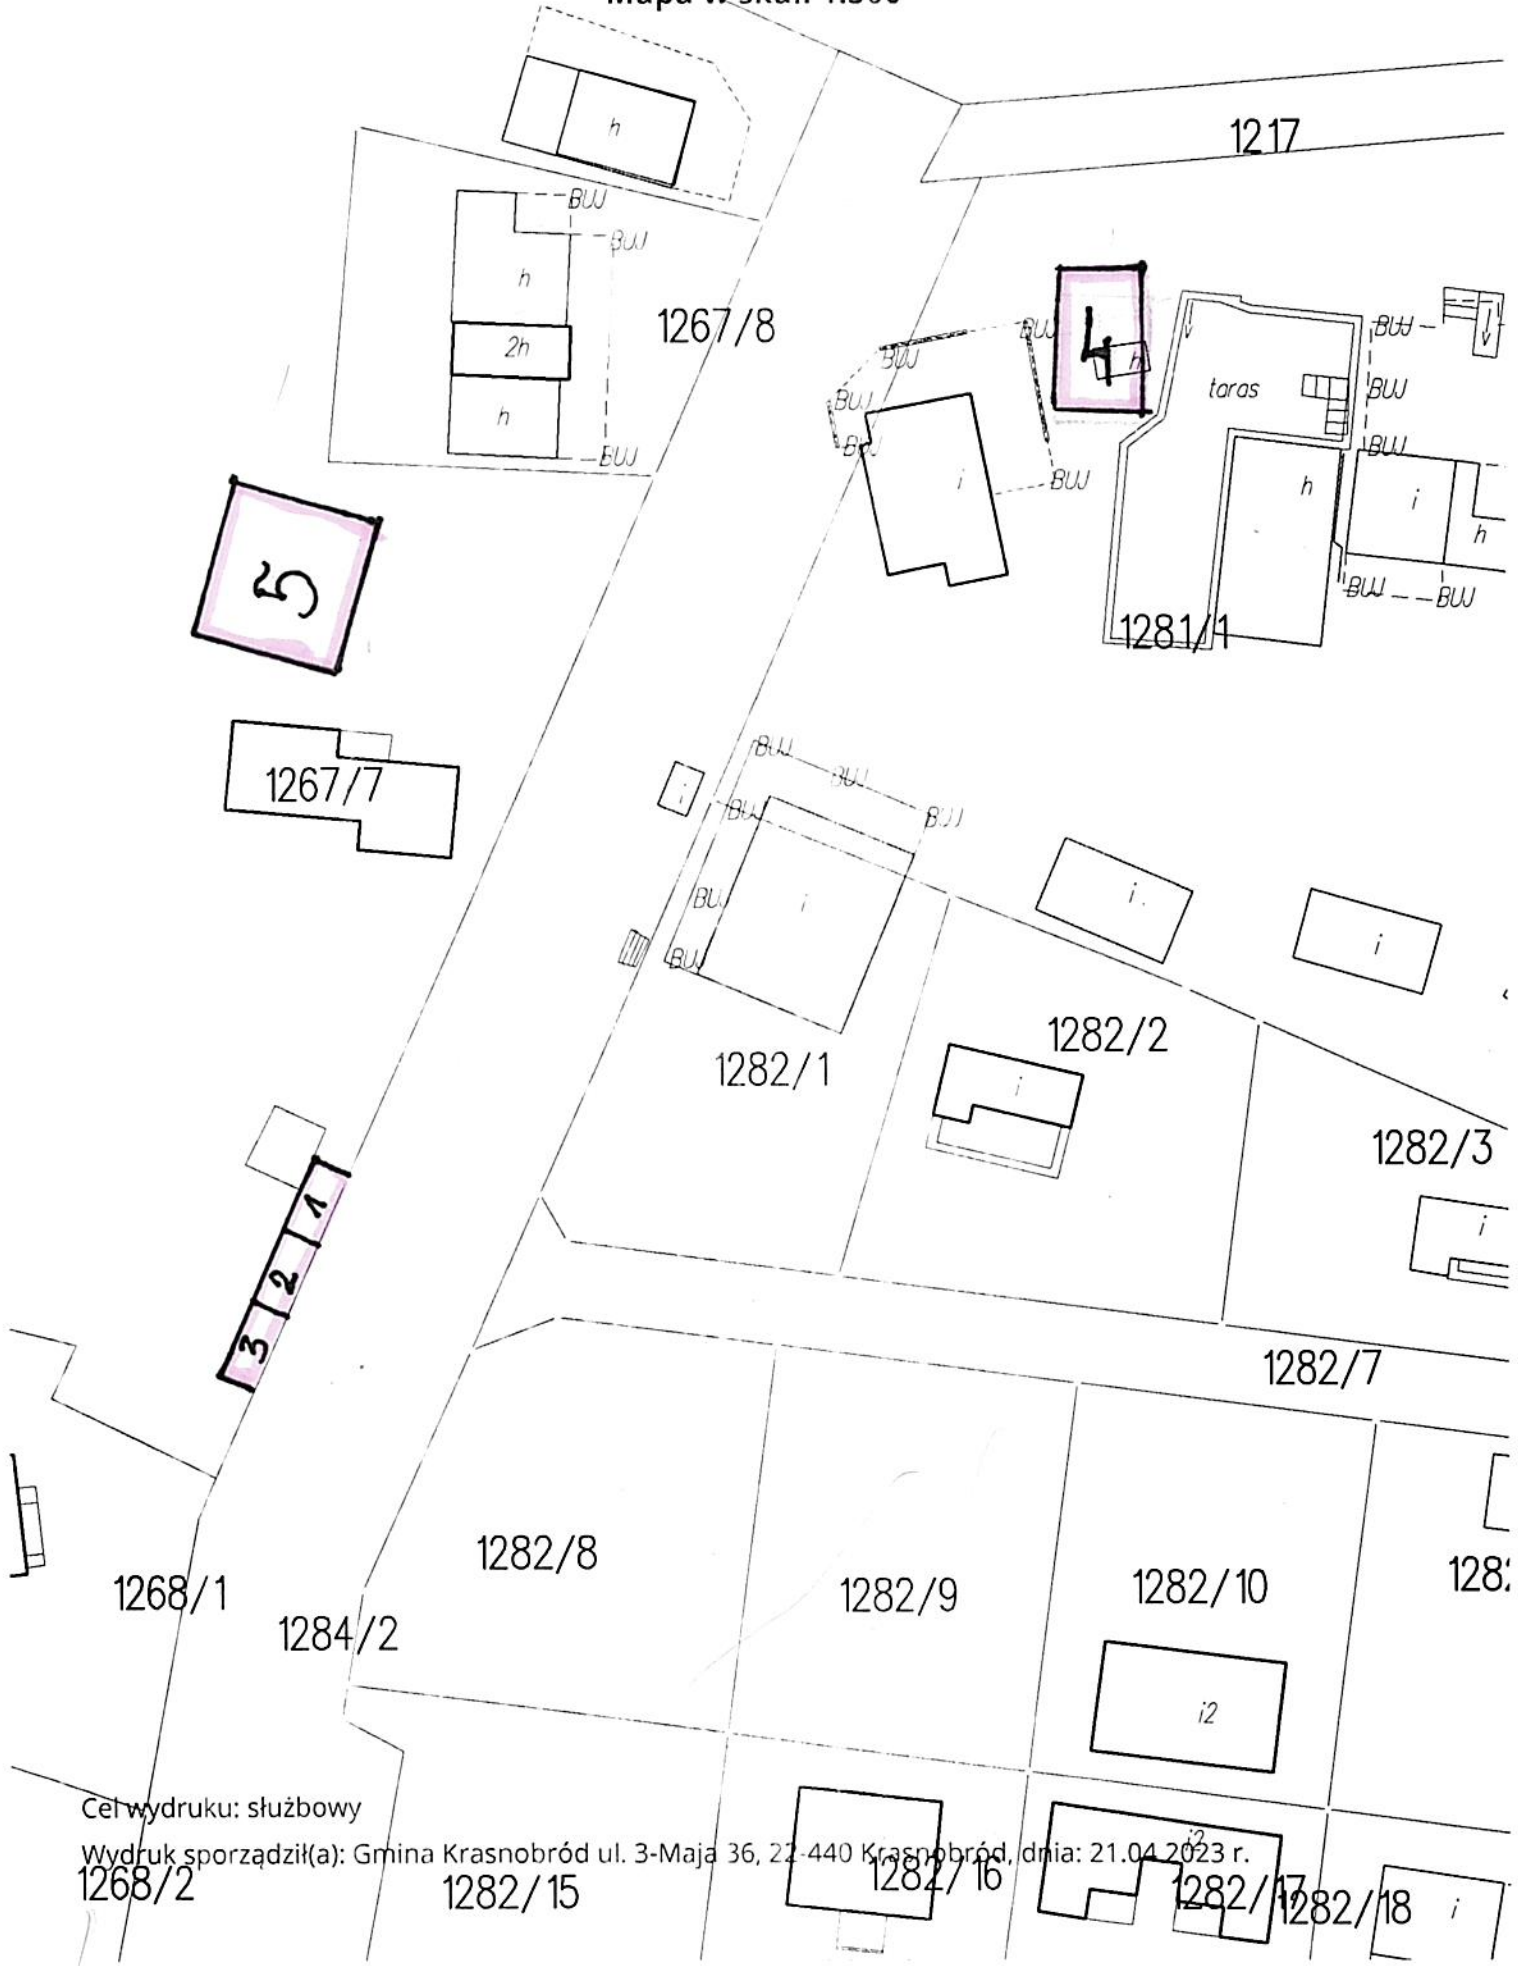 Mapa w skali 1:500
h
1217
BUJ
BUJ
h
1267/8
2h
h
BUJ
4
h
BUJ
BUJ
BUJ
BUJ
BUJ
i
taras
BUJ
BUJ
BUJ
h
i
h
BUJ
BUJ
1281/1
5
1267/7
i
BUJ
BUJ
BUJ
BUJ
BUJ
BUJ
i
i
i
1282/1
1282/2
i
1282/3
i
1
2
3
1282/7
1282/8
1282/9
1282/10
1268/1
1284/2
i2
Cel wydruku: służbowy
Wydruk sporządził(a): Gmina Krasnobród ul. 3-Maja 36, 22-440 Krasnobród, dnia: 21.04.2023 r.
i2
1268/2
1282/15
1282/16
1282/17
1282/18
i